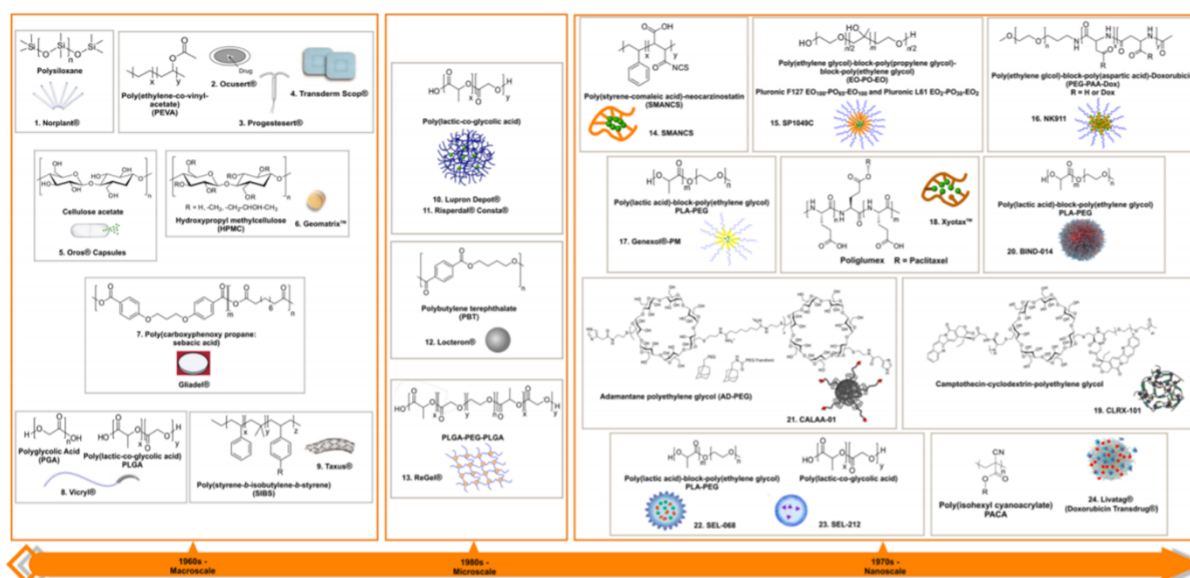 Polysiloxane
1. Norplant®
Poly(ethylene-co-vinyl-
acetate)
(PEVA)
2. Ocusert®
Drug
3. Progestesert®
4. Transderm Scop®
Cellulose acetate
5. Oros® Capsules
R = H, -CH₃, -CH₂CHOH-CH₃
Hydroxypropyl methylcellulose
(HPMC)
6. Geomatrix™
7. Poly(carboxyphenoxy propane:
sebacic acid)
Gliadel®
Polyglycolic Acid
(PGA)
Poly(lactic-co-glycolic acid)
PLGA
8. Vicryl®
Poly(styrene-b-isobutylene-b-styrene)
(SIBS)
9. Taxus®
Poly(lactic-co-glycolic acid)
10. Lupron Depot®
11. Risperdal® Consta®
Polybutylene terephthalate
(PBT)
12. Locteron®
PLGA-PEG-PLGA
13. ReGel®
Poly(styrene-comaleic acid)-neocarzinostatin
(SMANCS)
14. SMANCS
Poly(ethylene glycol)-block-poly(propylene glycol)-
block-poly(ethylene glycol)
(EO-PO-EO)
Pluronic F127 EO₁₀₀-PO₆₅-EO₁₀₀ and Pluronic L61 EO₂-PO₃₀-EO₂
15. SP1049C
Poly(ethylene glcol)-block-poly(aspartic acid)-Doxorubicin
(PEG-PAA-Dox)
R = H or Dox
16. NK911
Poly(lactic acid)-block-poly(ethylene glycol)
PLA-PEG
17. Genexol®-PM
18. Xyotax™
Poliglumex R = Paclitaxel
Poly(lactic acid)-block-poly(ethylene glycol)
PLA-PEG
20. BIND-014
Adamantane polyethylene glycol (AD-PEG)
21. CALAA-01
Camptothecin-cyclodextrin-polyethylene glycol
19. CLRX-101
Poly(lactic acid)-block-poly(ethylene glycol)
PLA-PEG
Poly(lactic-co-glycolic acid)
22. SEL-068
23. SEL-212
Poly(isohexyl cyanoacrylate)
PACA
24. Livatag®
(Doxorubicin Transdrug®)
1960s -
Macroscale
1980s -
Microscale
1970s -
Nanoscale